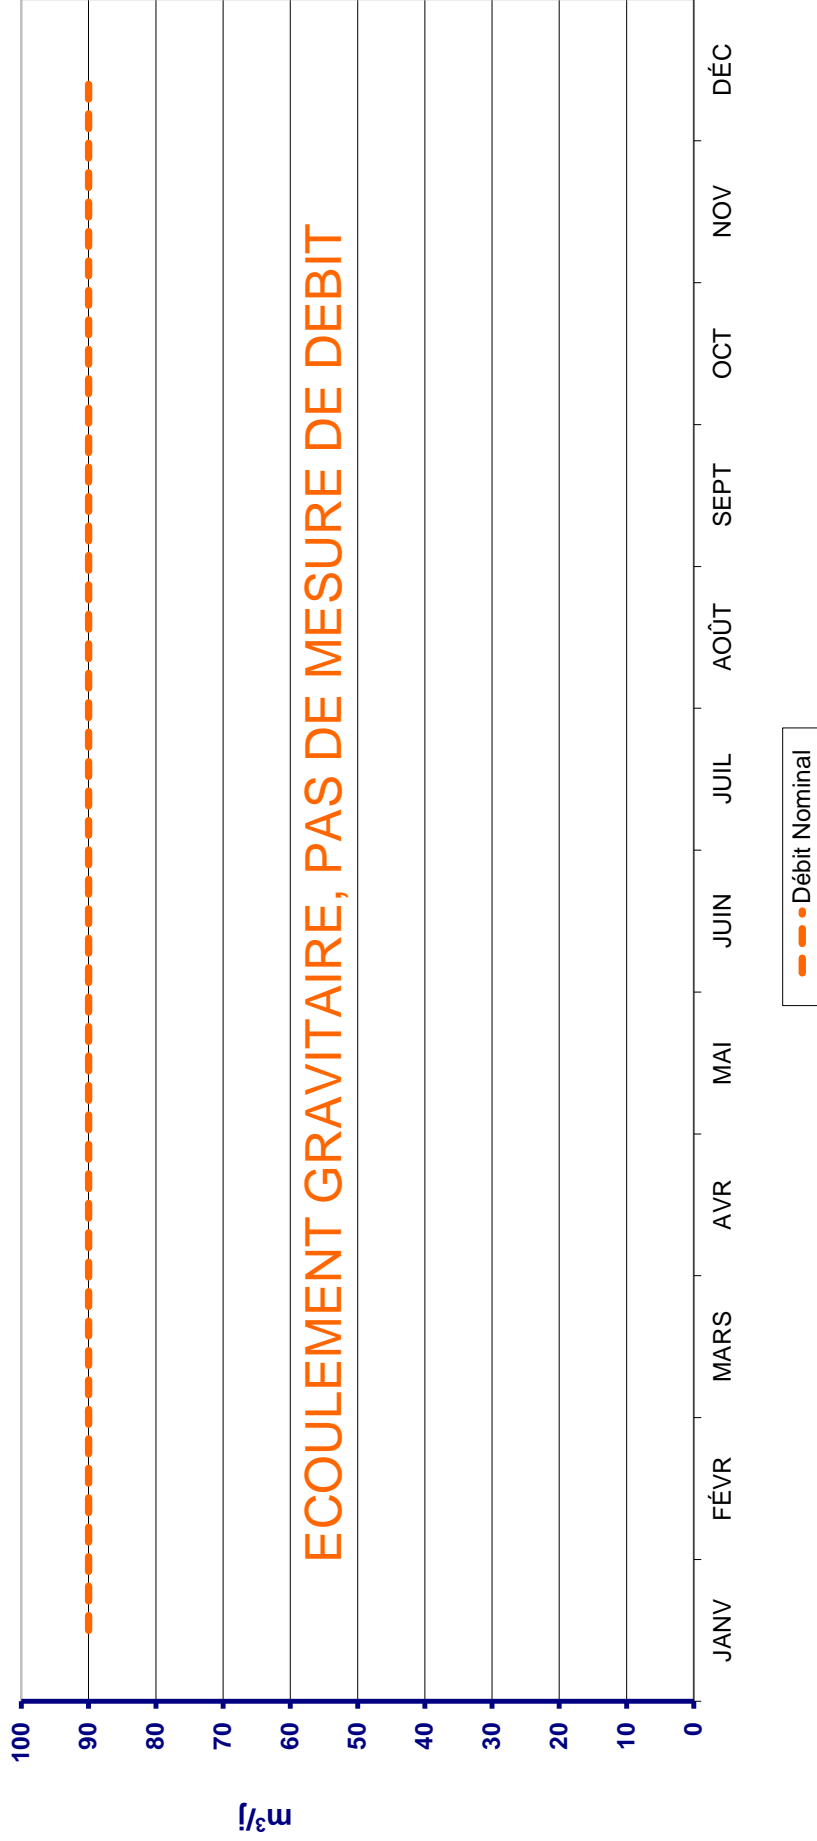 m³/j
100
90
80
70
60
50
40
30
20
10
0
ECOULEMENT GRAVITAIRE, PAS DE MESURE DE DEBIT
JANV FÉVR MARS AVR MAI JUIN JUIL AOÛT SEPT OCT NOV DÉC
Débit Nominal